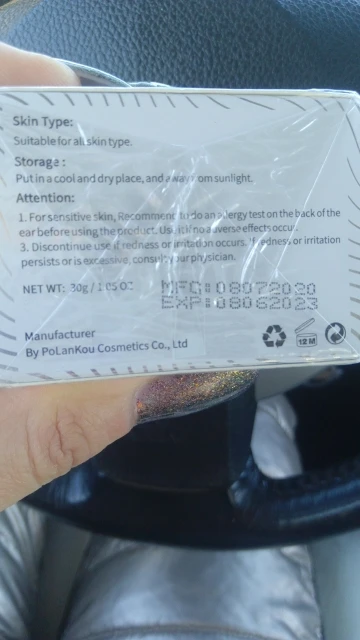 Skin Type:
Suitable for all skin type.
Storage:
Put in a cool and dry place, and away from sunlight.
Attention:
1. For sensitive skin, Recommend to do an allergy test on the back of the
ear before using the product. Use it if no adverse effects occur.
3. Discontinue use if redness or irritation occurs. If redness or irritation
persists or is excessive, consult your physician.
NET WT: 30g / 1.05 OZ
MFG:08072020
EXP:08062023
Manufacturer
By PoLanKou Cosmetics Co., Ltd
12 M